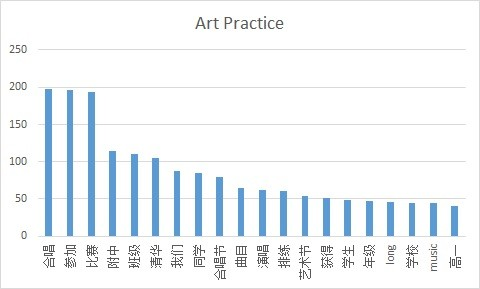 Art Practice
250
200
150
100
50
0
合唱
参加
比赛
附中
班级
清华
我们
同学
合唱节
曲目
演唱
排练
艺术节
获得
学生
年级
long
学校
music
高一